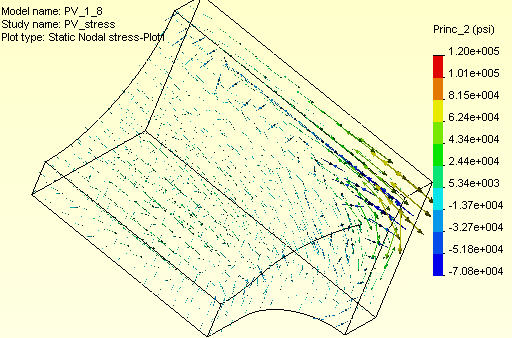 Model name: PV_1_8
Study name: PV_stress
Plot type: Static Nodal stress-Plot1
Princ_2 (psi)
1.20e+005
1.01e+005
8.15e+004
6.24e+004
4.34e+004
2.44e+004
5.34e+003
-1.37e+004
-3.27e+004
-5.18e+004
-7.08e+004